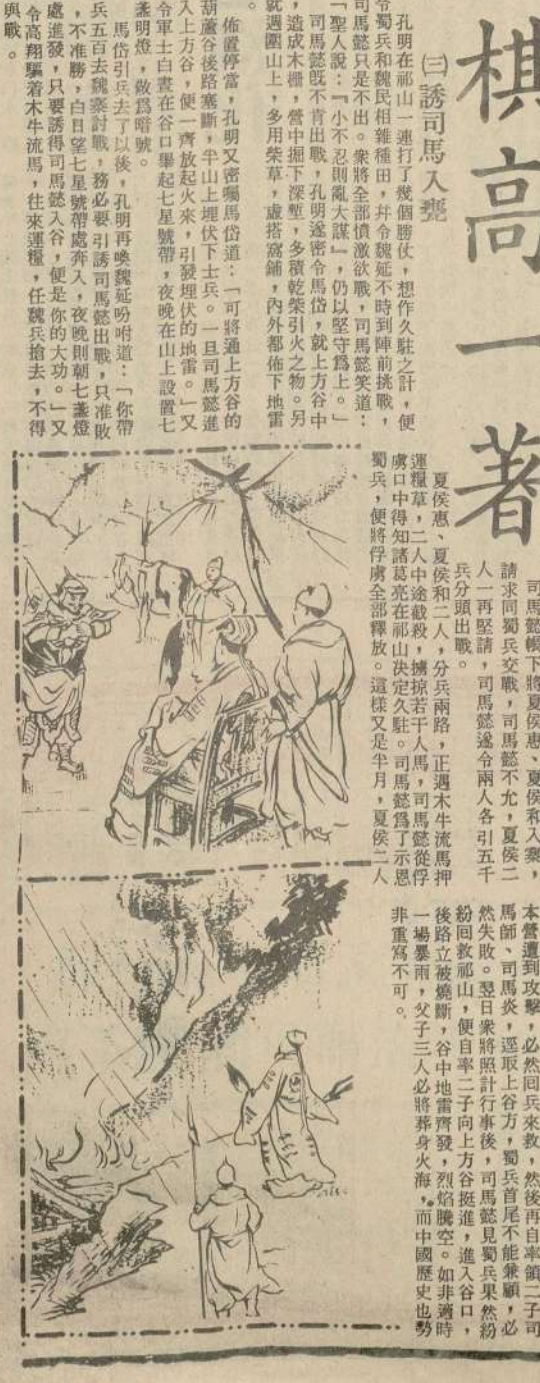 棋高一著
㈢誘司馬入甕
孔明在祁山一連打了幾個勝仗,想作久駐之計,便
令蜀兵和魏民相雜種田,幷令魏延不時到陣前挑戰,
司馬懿只是不出。衆將全部憤激欲戰,司馬懿笑道:
「聖人說:『小不忍則亂大謀』,仍以堅守爲上。」
司馬懿既不肯出戰,孔明遂密令馬岱,就上方谷中
,造成木柵,營中掘下深塹,多積乾柴引火之物。另
就週圍山上,多用柴草,虛搭窩鋪,內外都佈下地雷
。
佈置停當,孔明又密囑馬岱道:「可將通上方谷的
葫蘆谷後路塞斷,半山上埋伏下士兵。一旦司馬懿進
入上方谷,便一齊放起火來,引發埋伏的地雷。」又
令軍士白晝在谷口舉起七星號帶,夜晚在山上設置七
盞明燈,做爲暗號。
馬岱引兵去了以後,孔明再喚魏延吩咐道:「你帶
兵五百去魏寨討戰,務必要引誘司馬懿出戰,只准敗
,不准勝,白日望七星號帶處奔入,夜晚則朝七盞燈
處進發,只要誘得司馬懿入谷,便是你的大功。」又
令高翔驅着木牛流馬,往來運糧,任魏兵搶去,不得
與戰。
司馬懿帳下將夏侯惠、夏侯和入寨,
請求同蜀兵交戰,司馬懿不允,夏侯二
人一再堅請,司馬懿遂令兩人各引五千
兵分頭出戰。
夏侯惠、夏侯和二人,分兵兩路,正遇木牛流馬押
運糧草,二人中途截殺,擄掠若干人馬,司馬懿從俘
虜口中得知諸葛亮在祁山决定久駐。司馬懿爲了示恩
蜀兵,便將俘虜全部釋放。這樣又是半月,夏侯二人
本營遭到攻擊,必然回兵來救,然後再自率領二子司
馬師、司馬炎,逕取上谷方,蜀兵首尾不能兼顧,必
然失敗。翌日衆將照計行事後,司馬懿見蜀兵果然紛
紛回救祁山,便自率二子向上方谷挺進,進入谷口,
後路立被燒斷,谷中地雷齊發,烈焰騰空。如非適時
一場暴雨,父子三人必將葬身火海,而中國歷史也勢
非重寫不可。